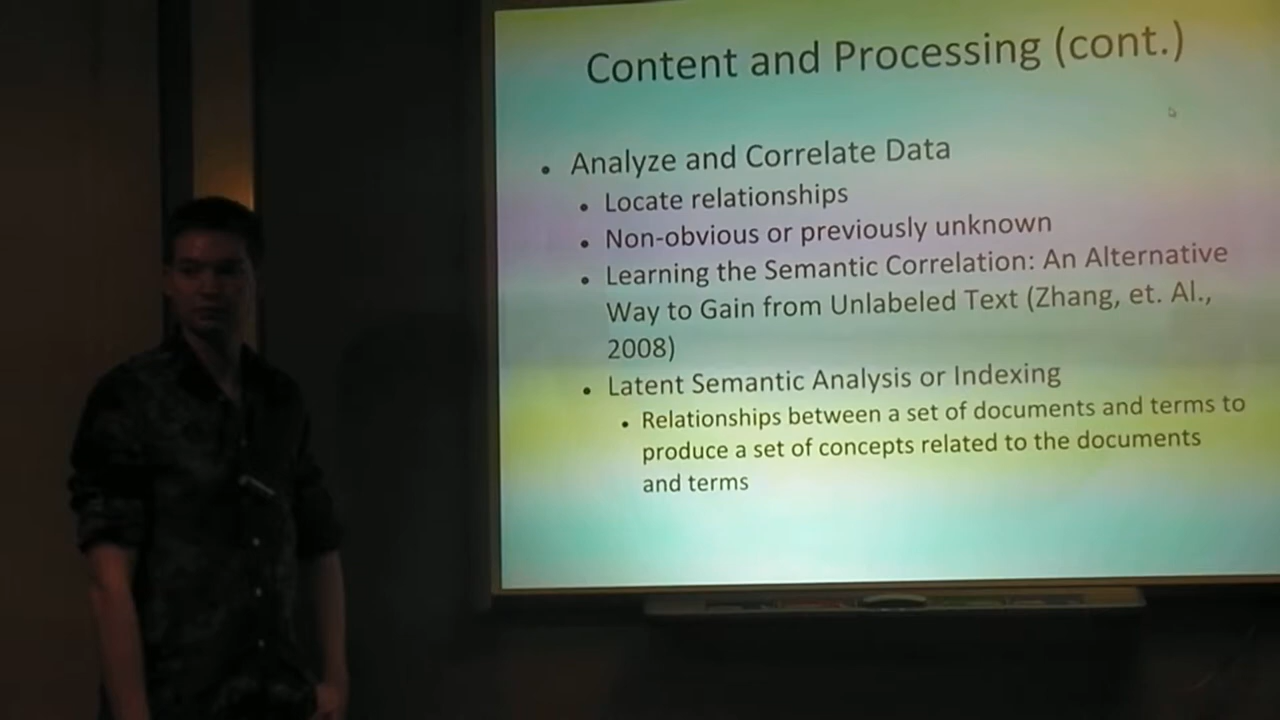 Content and Processing (cont.)
• Analyze and Correlate Data
• Locate relationships
• Non-obvious or previously unknown
• Learning the Semantic Correlation: An Alternative
Way to Gain from Unlabeled Text (Zhang, et. Al.,
2008)
• Latent Semantic Analysis or Indexing
• Relationships between a set of documents and terms to
produce a set of concepts related to the documents
and terms